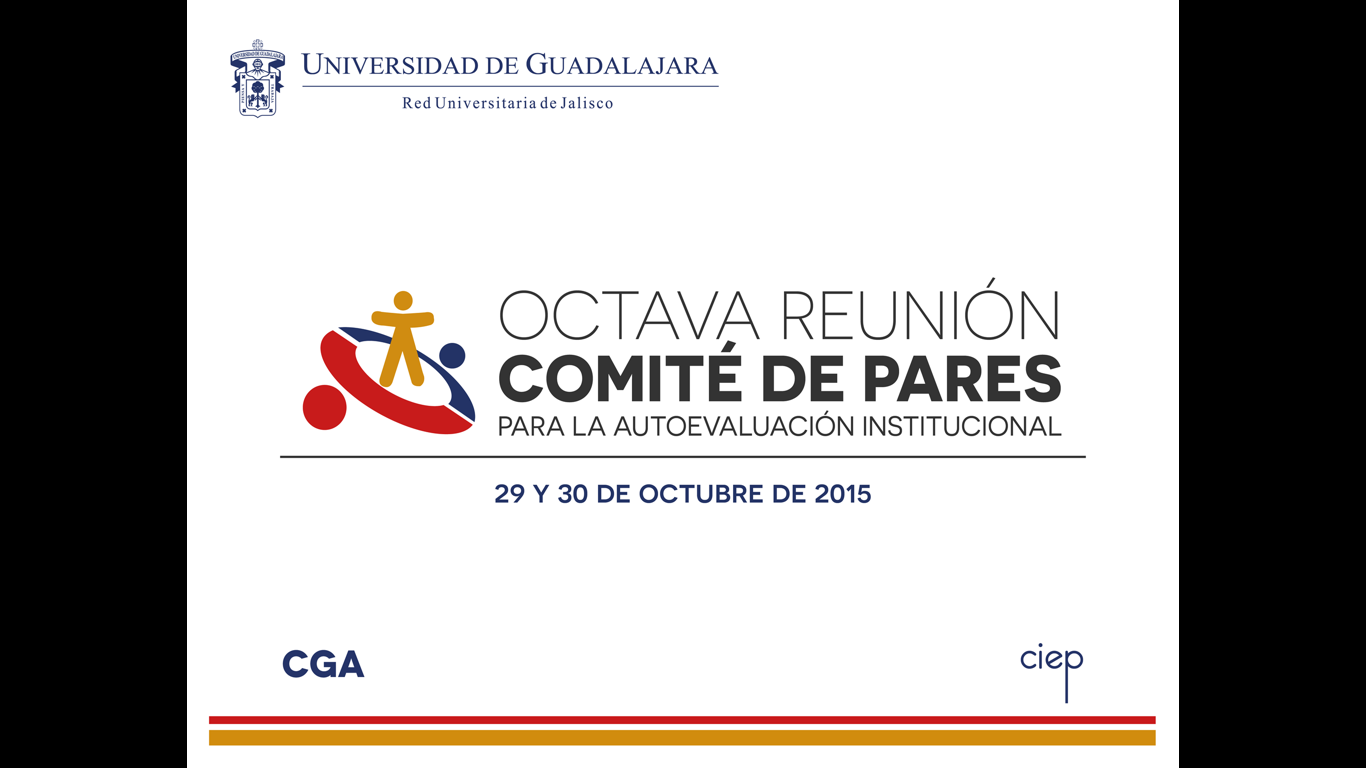 UNIVERSIDAD DE GUADALAJARA
Red Universitaria de Jalisco
OCTAVA REUNIÓN
COMITÉ DE PARES
PARA LA AUTOEVALUACIÓN INSTITUCIONAL
29 Y 30 DE OCTUBRE DE 2015
CGA
ciep